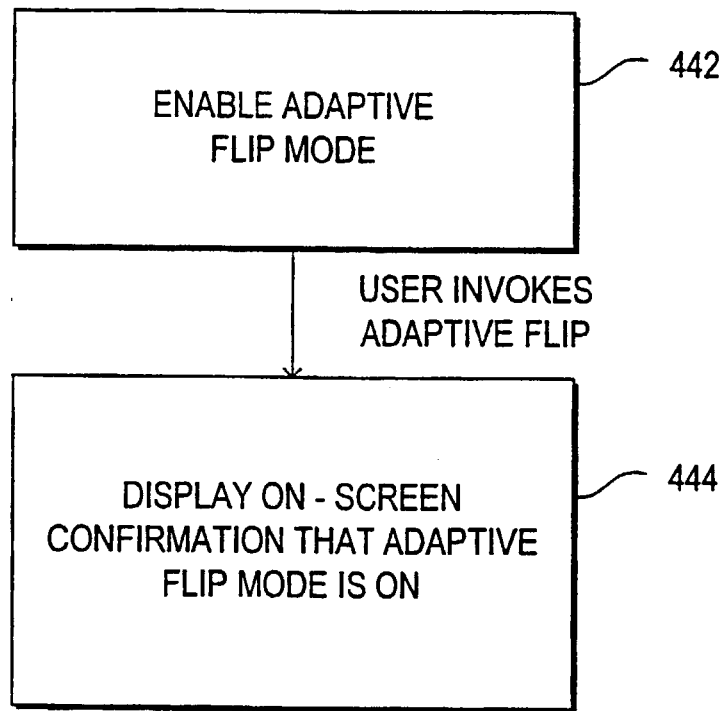 442
ENABLE ADAPTIVE
FLIP MODE
USER INVOKES
ADAPTIVE FLIP
444
DISPLAY ON - SCREEN
CONFIRMATION THAT ADAPTIVE
FLIP MODE IS ON